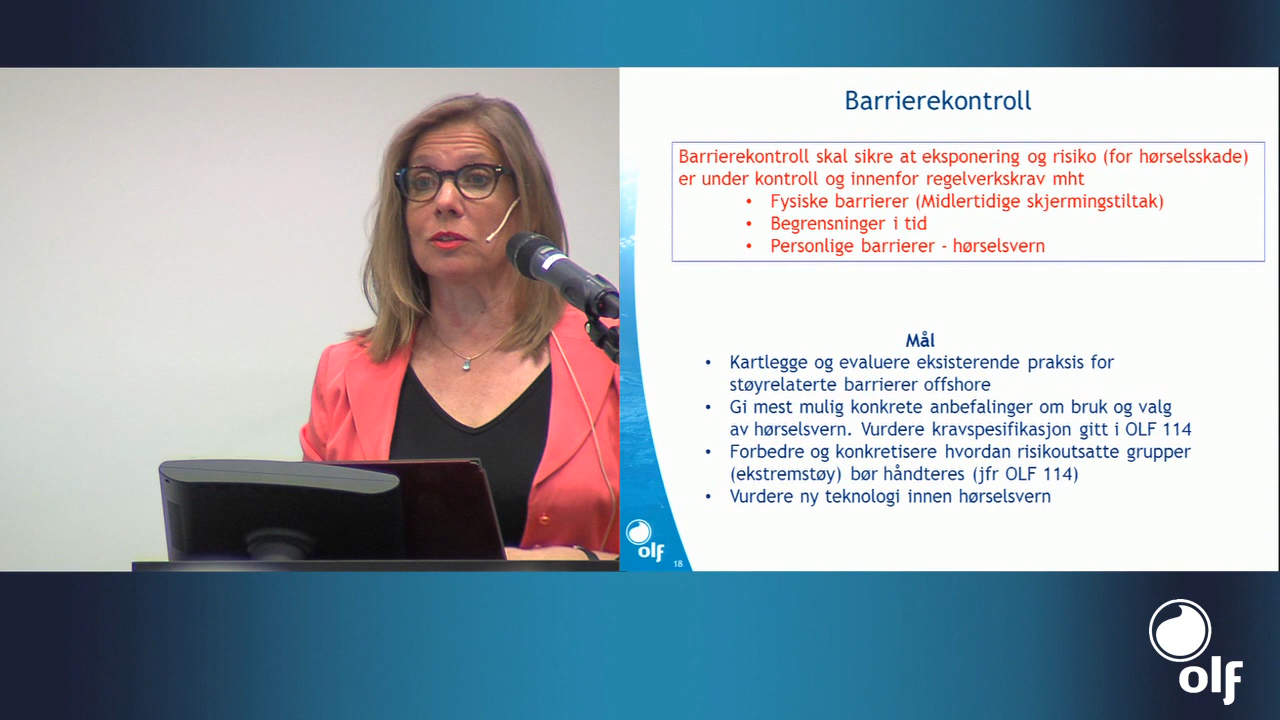 Barrierekontroll
Barrierekontroll skal sikre at eksponering og risiko (for hørselsskade)
er under kontroll og innenfor regelverkskrav mht
• Fysiske barrierer (Midlertidige skjermingstiltak)
• Begrensninger i tid
• Personlige barrierer - hørselsvern
Mål
• Kartlegge og evaluere eksisterende praksis for
støyrelaterte barrierer offshore
• Gi mest mulig konkrete anbefalinger om bruk og valg
av hørselsvern. Vurdere kravspesifikasjon gitt i OLF 114
• Forbedre og konkretisere hvordan risikoutsatte grupper
(ekstremstøy) bør håndteres (jfr OLF 114)
• Vurdere ny teknologi innen hørselsvern
olf
18
olf